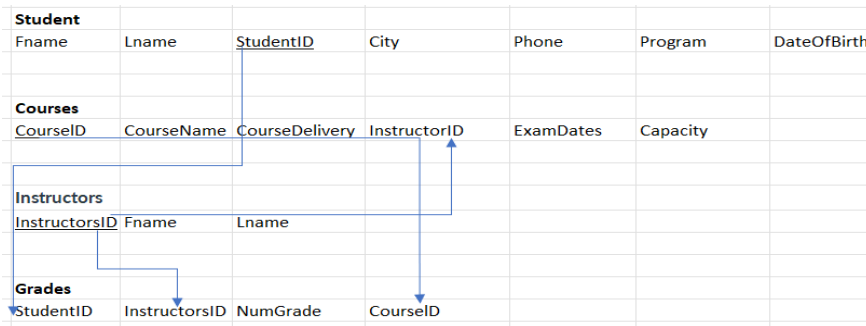 Student
Fname Lname StudentID City Phone Program DateOfBirth
Courses
CourseID CourseName CourseDelivery InstructorID ExamDates Capacity
Instructors
InstructorsID Fname Lname
Grades
StudentID InstructorsID NumGrade CourseID